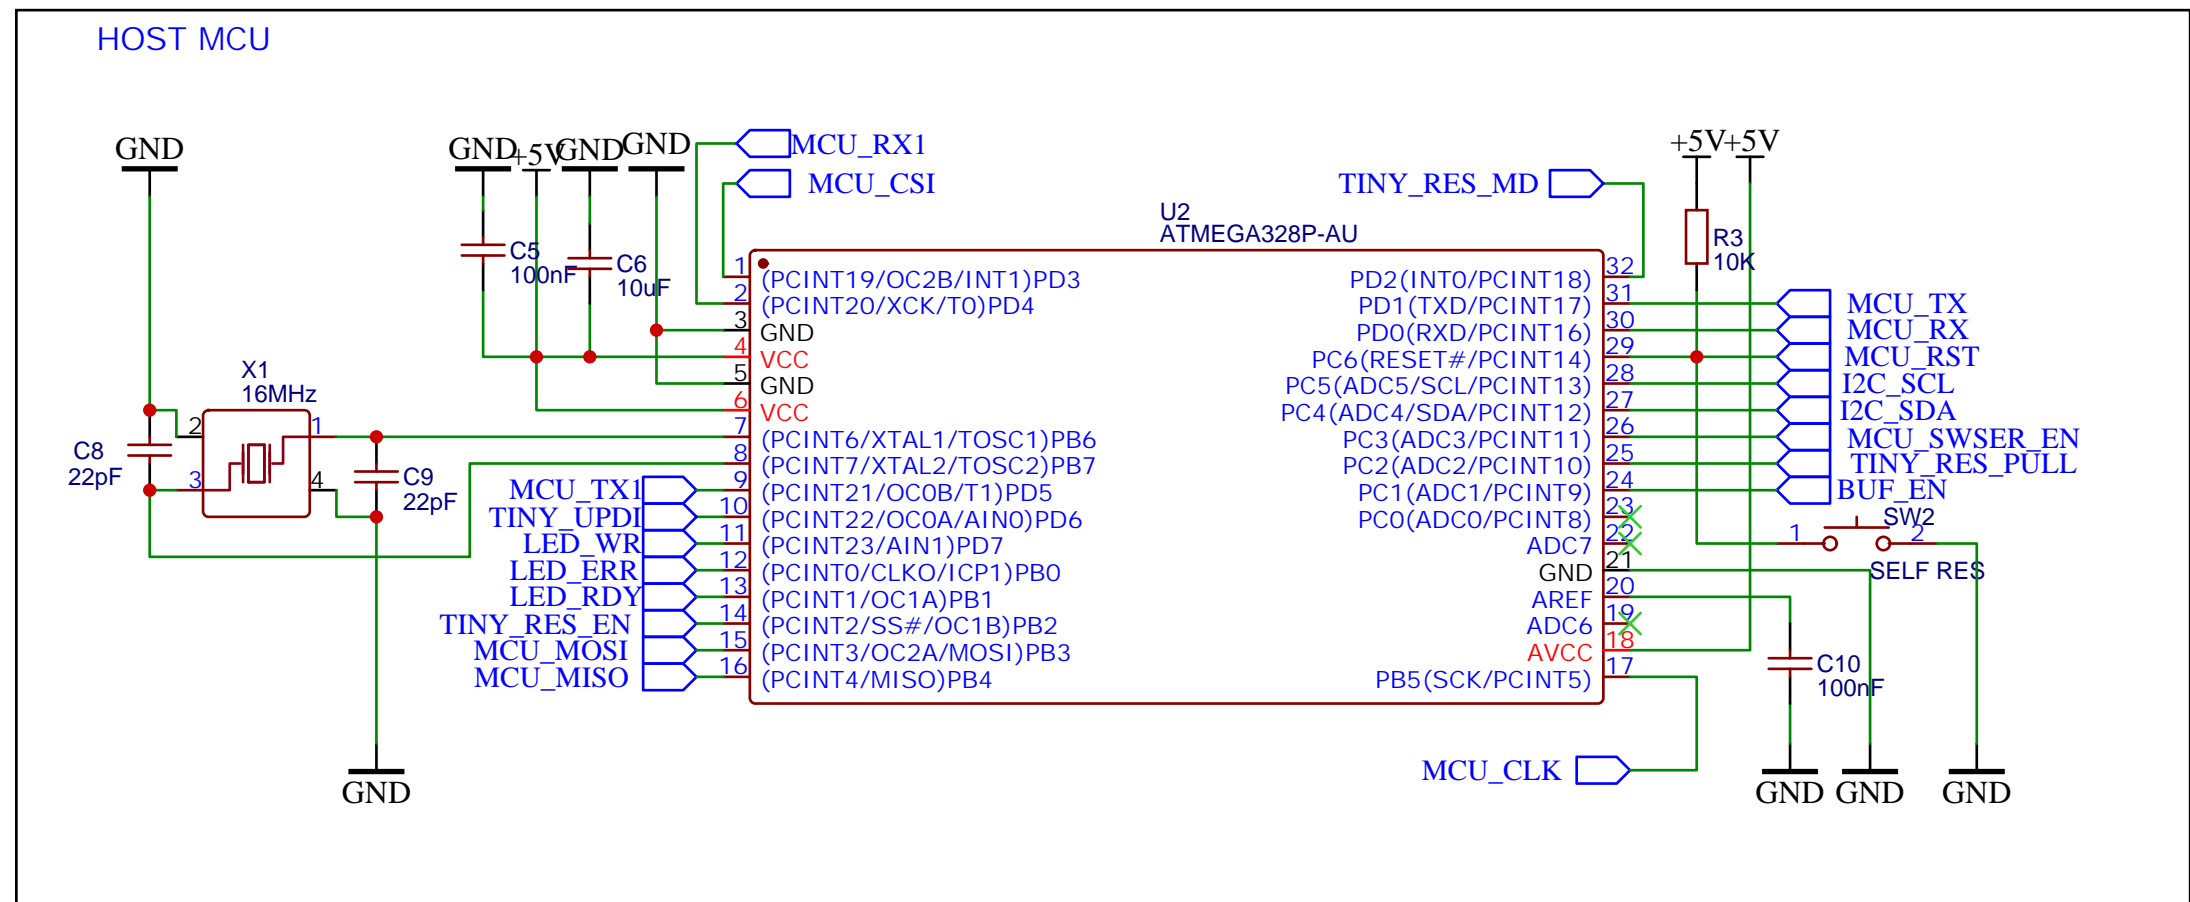 HOST MCU
GND
GND
+5V
GND
GND
MCU_RX1
MCU_CSI
TINY_RES_MD
+5V
+5V
U2
ATMEGA328P-AU
C5
100nF
C6
10uF
R3
10K
1 (PCINT19/OC2B/INT1)PD3
2 (PCINT20/XCK/T0)PD4
3 GND
4 VCC
5 GND
6 VCC
7 (PCINT6/XTAL1/TOSC1)PB6
8 (PCINT7/XTAL2/TOSC2)PB7
MCU_TX1 9 (PCINT21/OC0B/T1)PD5
TINY_UPDI 10 (PCINT22/OC0A/AIN0)PD6
LED_WR 11 (PCINT23/AIN1)PD7
LED_ERR 12 (PCINT0/CLKO/ICP1)PB0
LED_RDY 13 (PCINT1/OC1A)PB1
TINY_RES_EN 14 (PCINT2/SS#/OC1B)PB2
MCU_MOSI 15 (PCINT3/OC2A/MOSI)PB3
MCU_MISO 16 (PCINT4/MISO)PB4
PD2(INT0/PCINT18) 32
PD1(TXD/PCINT17) 31 MCU_TX
PD0(RXD/PCINT16) 30 MCU_RX
PC6(RESET#/PCINT14) 29 MCU_RST
PC5(ADC5/SCL/PCINT13) 28 I2C_SCL
PC4(ADC4/SDA/PCINT12) 27 I2C_SDA
PC3(ADC3/PCINT11) 26 MCU_SWSER_EN
PC2(ADC2/PCINT10) 25 TINY_RES_PULL
PC1(ADC1/PCINT9) 24 BUF_EN
PC0(ADC0/PCINT8) 23
ADC7 22
GND 21
AREF 20
ADC6 19
AVCC 18
PB5(SCK/PCINT5) 17
X1
16MHz
2
1
3
4
C8
22pF
C9
22pF
SW2
1
2
SELF RES
C10
100nF
MCU_CLK
GND
GND
GND
GND